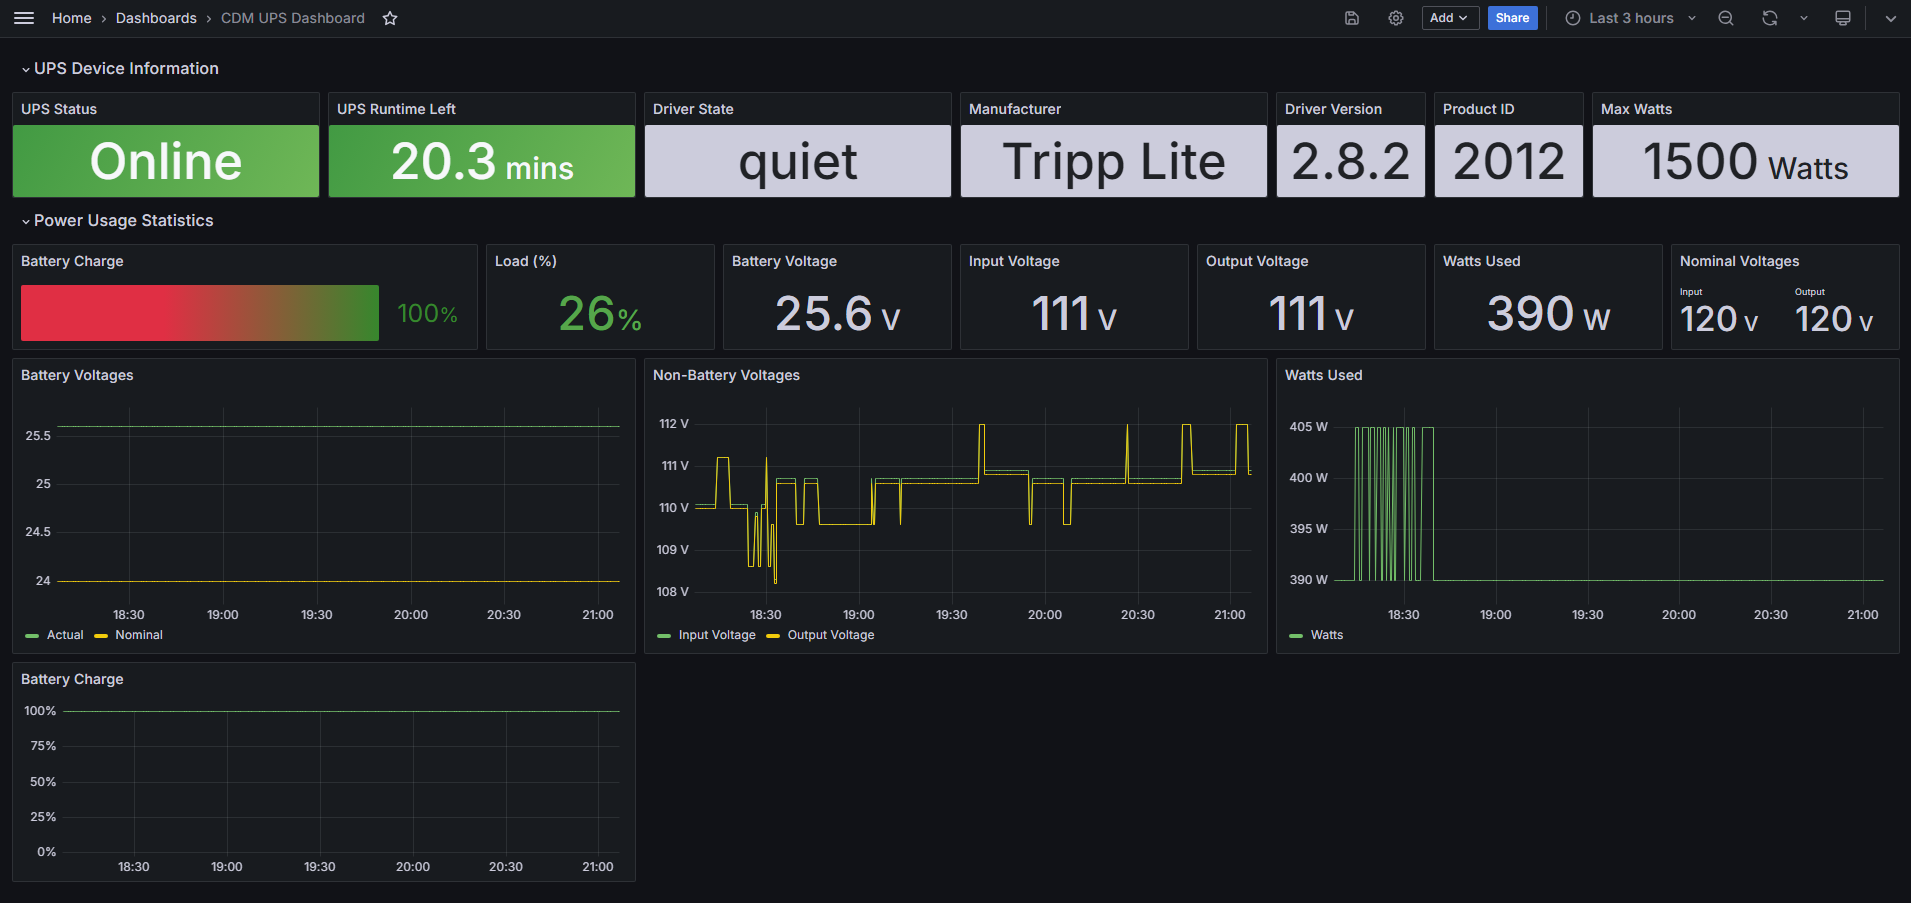 Home › Dashboards › CDM UPS Dashboard
Add
Share
Last 3 hours
UPS Device Information
UPS Status
Online
UPS Runtime Left
20.3 mins
Driver State
quiet
Manufacturer
Tripp Lite
Driver Version
2.8.2
Product ID
2012
Max Watts
1500 Watts
Power Usage Statistics
Battery Charge
100%
Load (%)
26%
Battery Voltage
25.6 V
Input Voltage
111 V
Output Voltage
111 V
Watts Used
390 W
Nominal Voltages
Input
120 V
Output
120 V
Battery Voltages
25.5
25
24.5
24
18:30 19:00 19:30 20:00 20:30 21:00
Actual Nominal
Non-Battery Voltages
112 V
111 V
110 V
109 V
108 V
18:30 19:00 19:30 20:00 20:30 21:00
Input Voltage Output Voltage
Watts Used
405 W
400 W
395 W
390 W
18:30 19:00 19:30 20:00 20:30 21:00
Watts
Battery Charge
100%
75%
50%
25%
0%
18:30 19:00 19:30 20:00 20:30 21:00